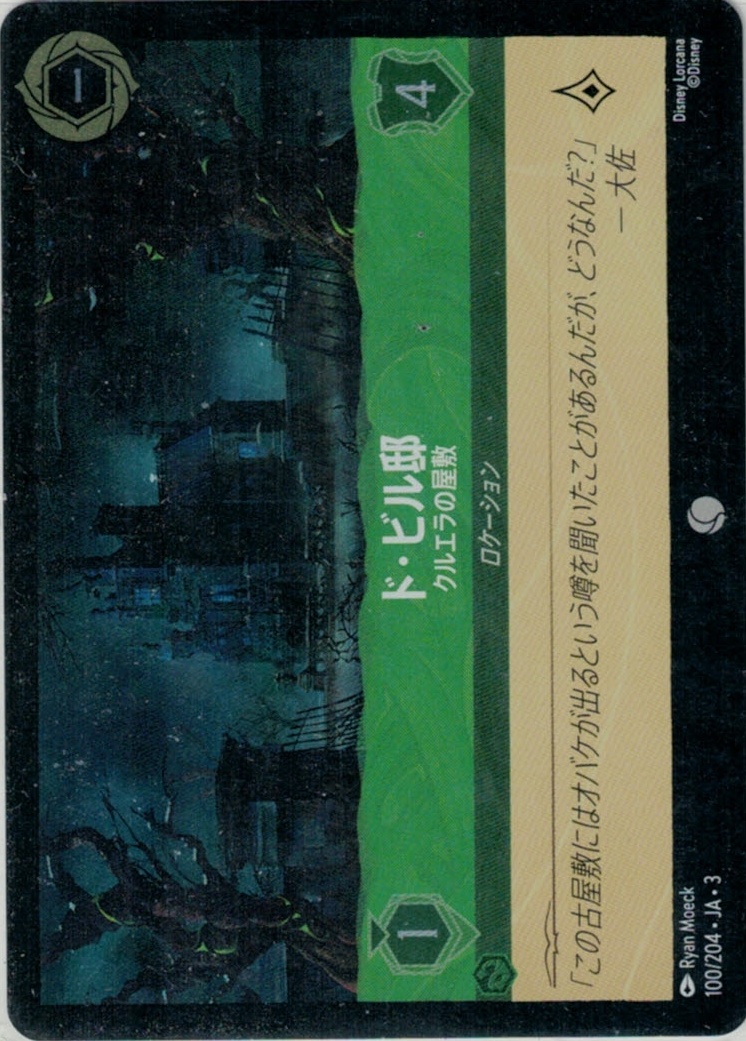 1
ド・ビル邸
クルエラの屋敷
1
4
ロケーション
「この古屋敷にはオバケが出るという噂を聞いたことがあるんだが、どうなんだ?」
— 大佐
Ryan Moeck
100/204 • JA • 3
Disney Lorcana
©Disney